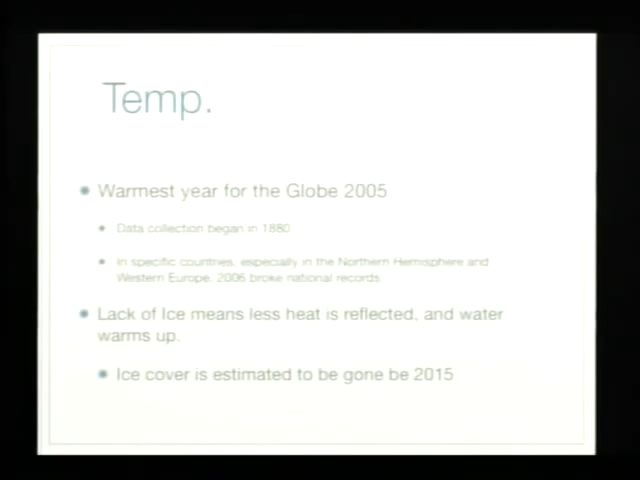 Temp.
Warmest year for the Globe 2005
Data collection began in 1880
In specific countries, especially in the Northern Hemisphere and
Western Europe, 2006 broke national records
Lack of Ice means less heat is reflected, and water
warms up.
Ice cover is estimated to be gone be 2015